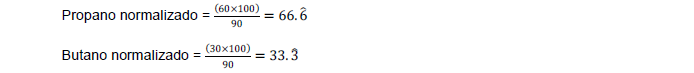 Propano normalizado = (60×100)/90 = 66.6̂
Butano normalizado = (30×100)/90 = 33.3̂